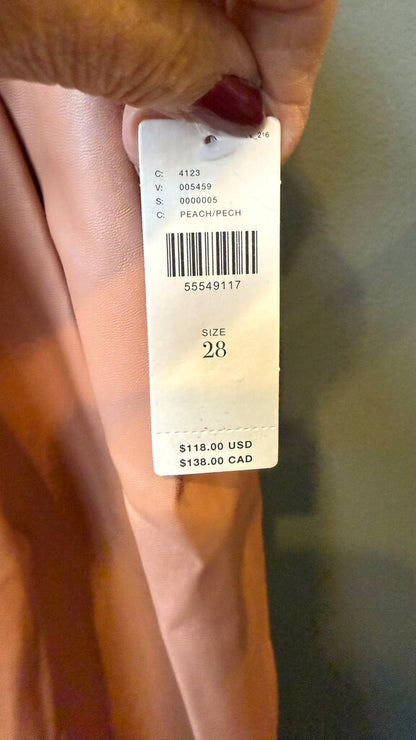 C: 4123
V: 005459
S: 0000005
C: PEACH/PECH
55549117
SIZE
28
$118.00 USD
$138.00 CAD